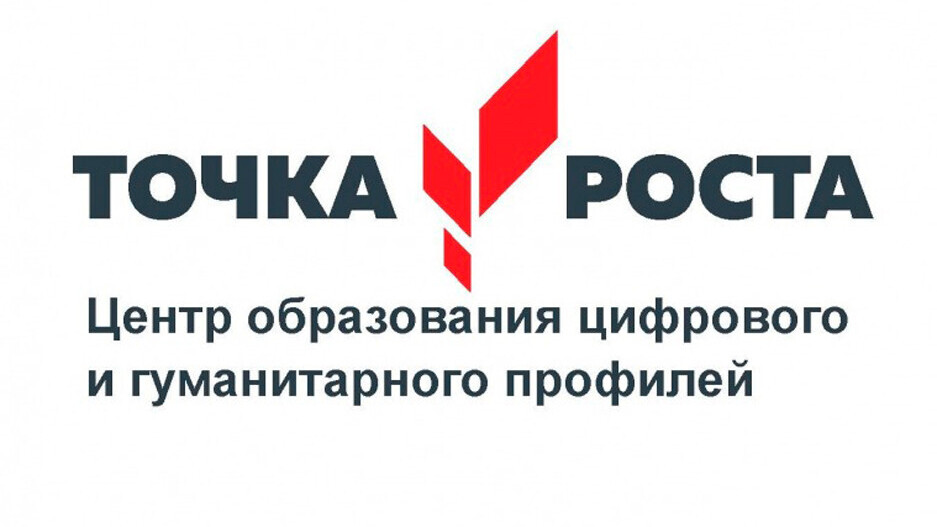 ТОЧКА РОСТА
Центр образования цифрового
и гуманитарного профилей